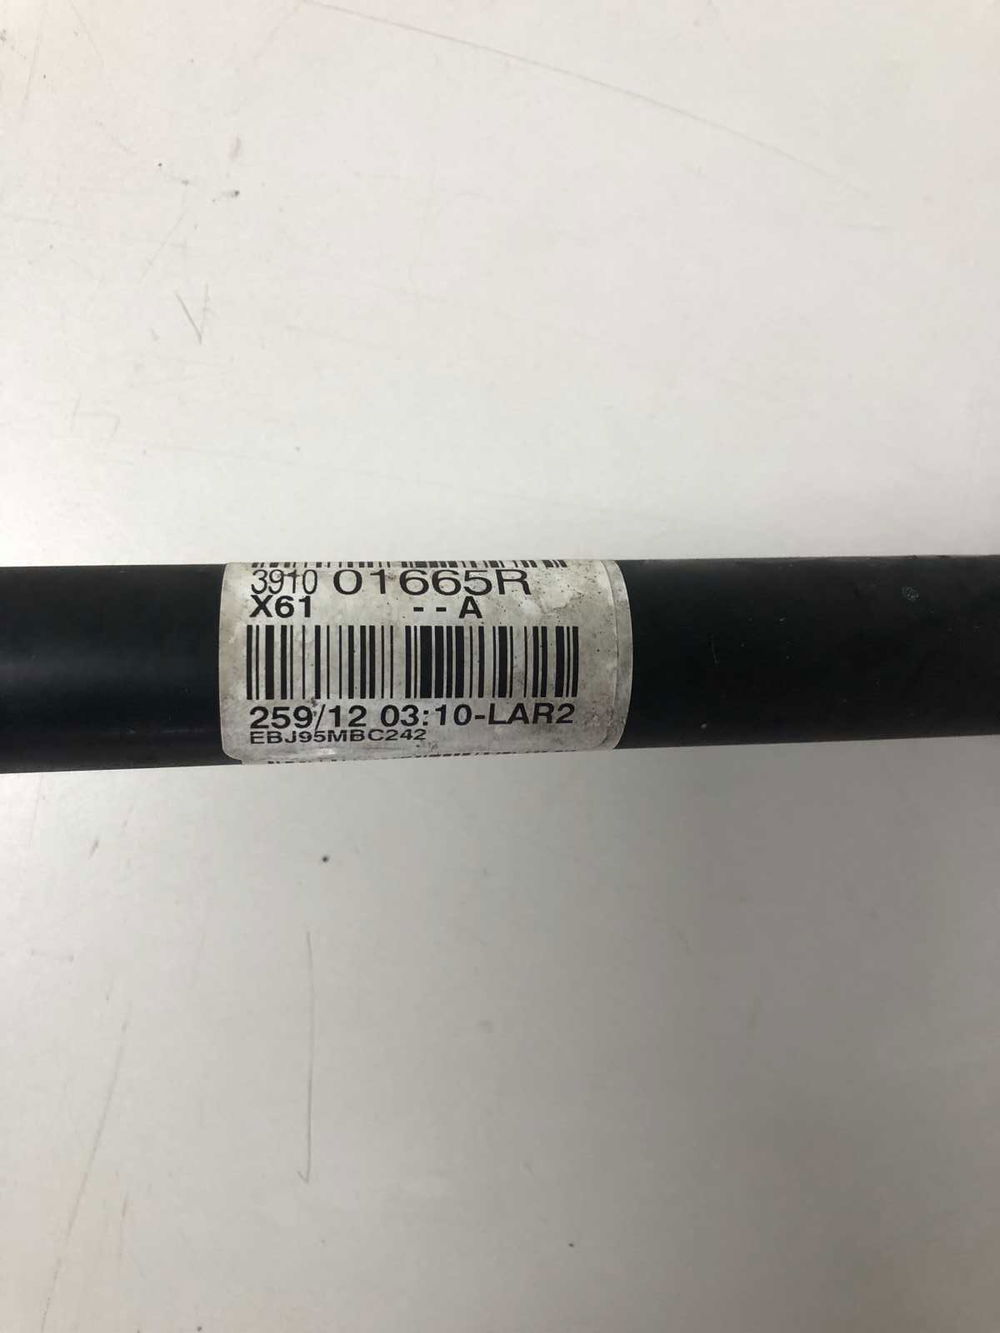 3910 01665R
X61 - - A
259/12 03:10-LAR2
EBJ95MBC242